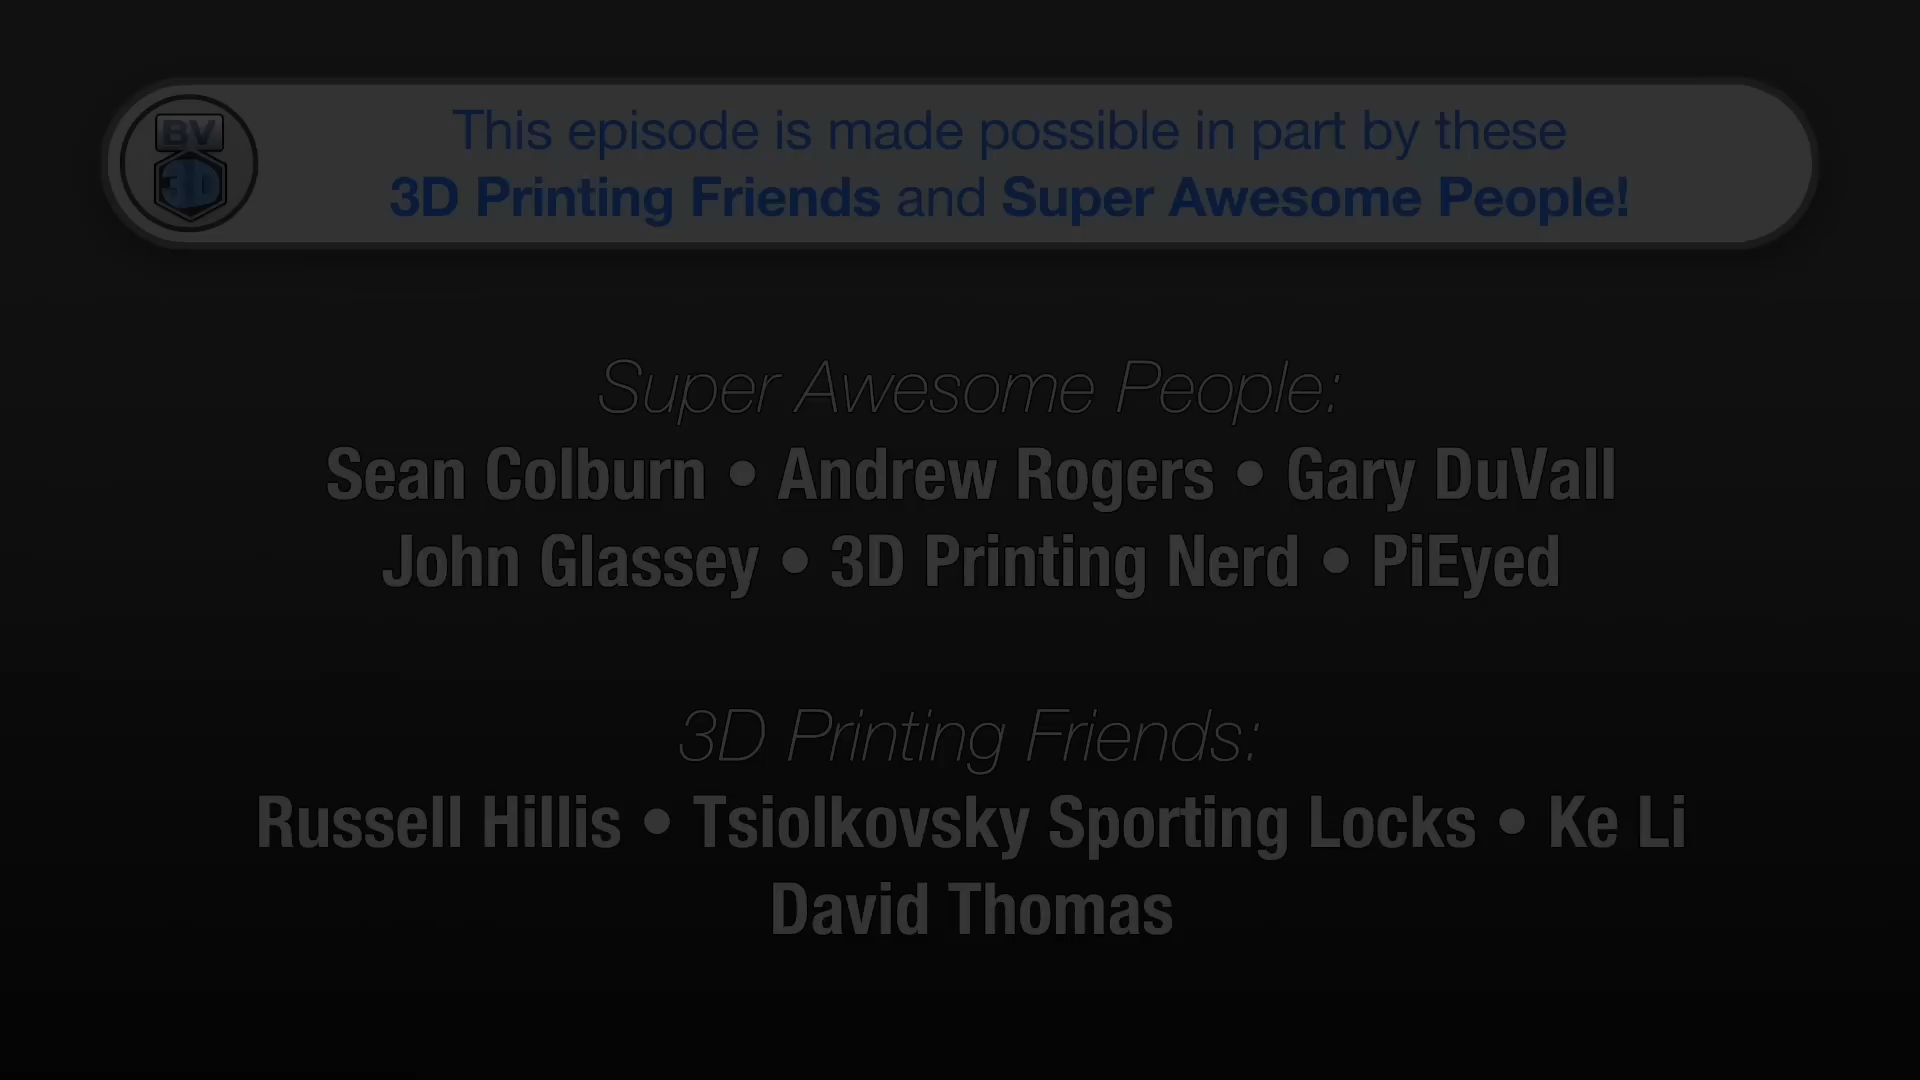 BV
3D
This episode is made possible in part by these
3D Printing Friends and Super Awesome People!
Super Awesome People:
Sean Colburn • Andrew Rogers • Gary DuVall
John Glassey • 3D Printing Nerd • PiEyed
3D Printing Friends:
Russell Hillis • Tsiolkovsky Sporting Locks • Ke Li
David Thomas